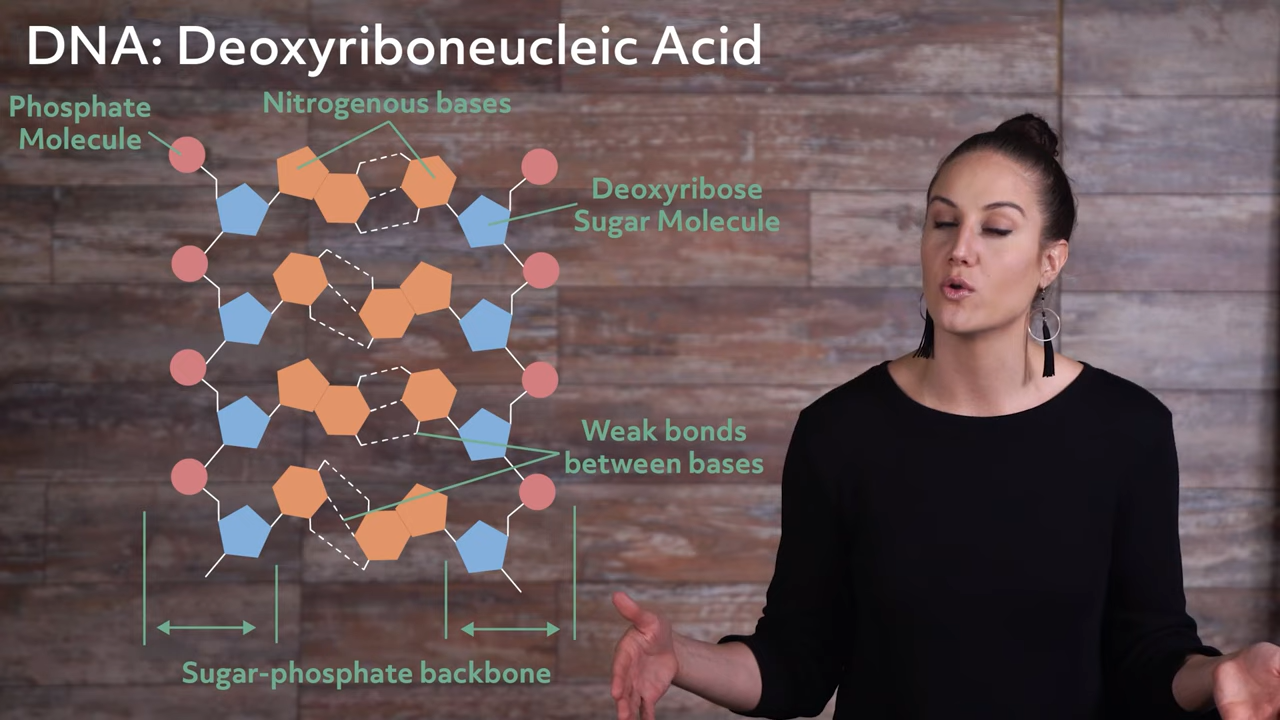 DNA: Deoxyriboneucleic Acid
Phosphate
Molecule
Nitrogenous bases
Deoxyribose
Sugar Molecule
Weak bonds
between bases
Sugar-phosphate backbone